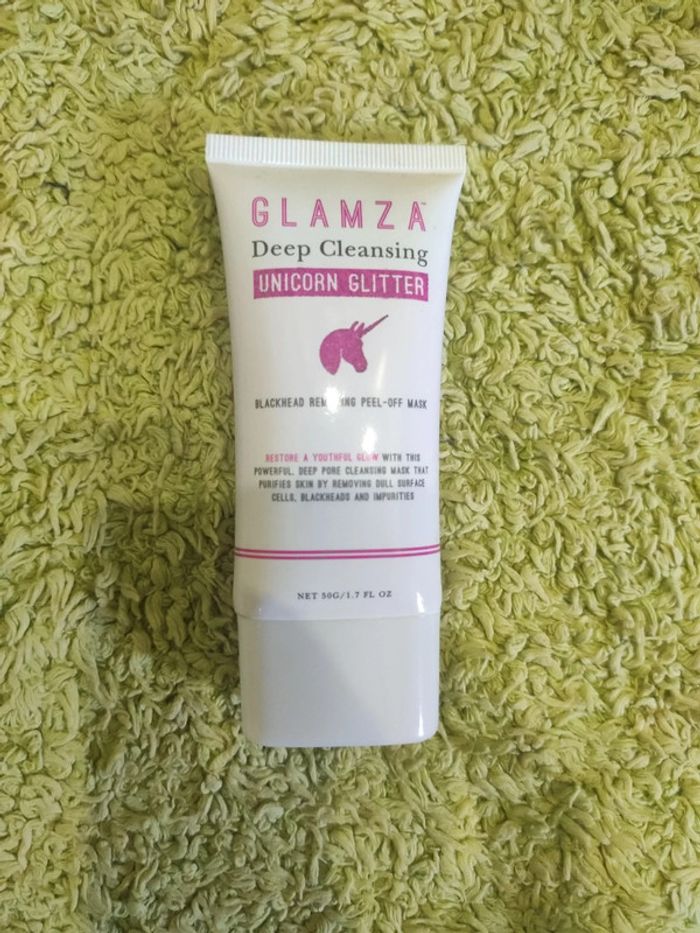 GLAMZA™
Deep Cleansing
UNICORN GLITTER
BLACKHEAD REMOVING PEEL-OFF MASK
RESTORE A YOUTHFUL GLOW WITH THIS
POWERFUL, DEEP PORE CLEANSING MASK THAT
PURIFIES SKIN BY REMOVING DULL SURFACE
CELLS, BLACKHEADS AND IMPURITIES
NET 50G/1.7 FL OZ